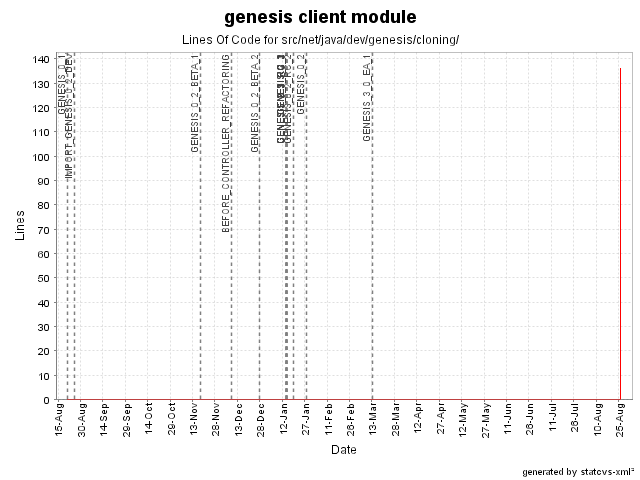 genesis client module
Lines Of Code for src/net/java/dev/genesis/cloning/
Lines
140
130
120
110
100
90
80
70
60
50
40
30
20
10
0
GENESIS_0_1
IMPORT_GENESIS_0_2_DEV
GENESIS_0_2_BETA_1
BEFORE_CONTROLLER_REFACTORING
GENESIS_0_2_BETA_2
GENESIS_0_2
GENESIS_3_0_EA_1
15-Aug
30-Aug
14-Sep
29-Sep
14-Oct
29-Oct
13-Nov
28-Nov
13-Dec
28-Dec
12-Jan
27-Jan
11-Feb
26-Feb
13-Mar
28-Mar
12-Apr
27-Apr
12-May
27-May
11-Jun
26-Jun
11-Jul
26-Jul
10-Aug
25-Aug
Date
generated by statcvs-xml²